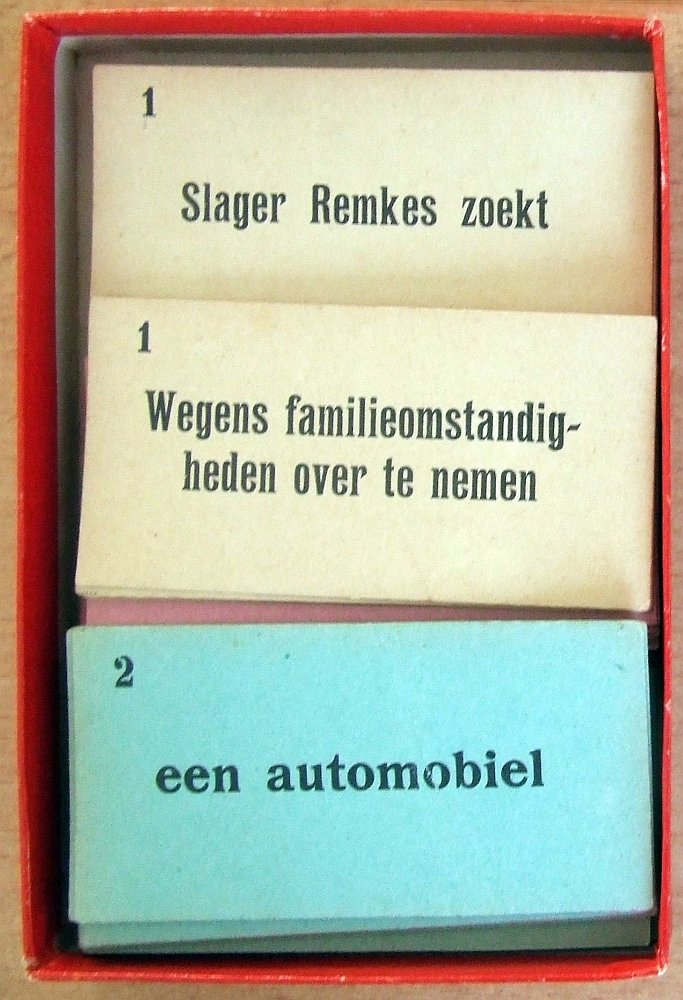 1
Slager Remkes zoekt
1
Wegens familieomstandig-
heden over te nemen
2
een automobiel